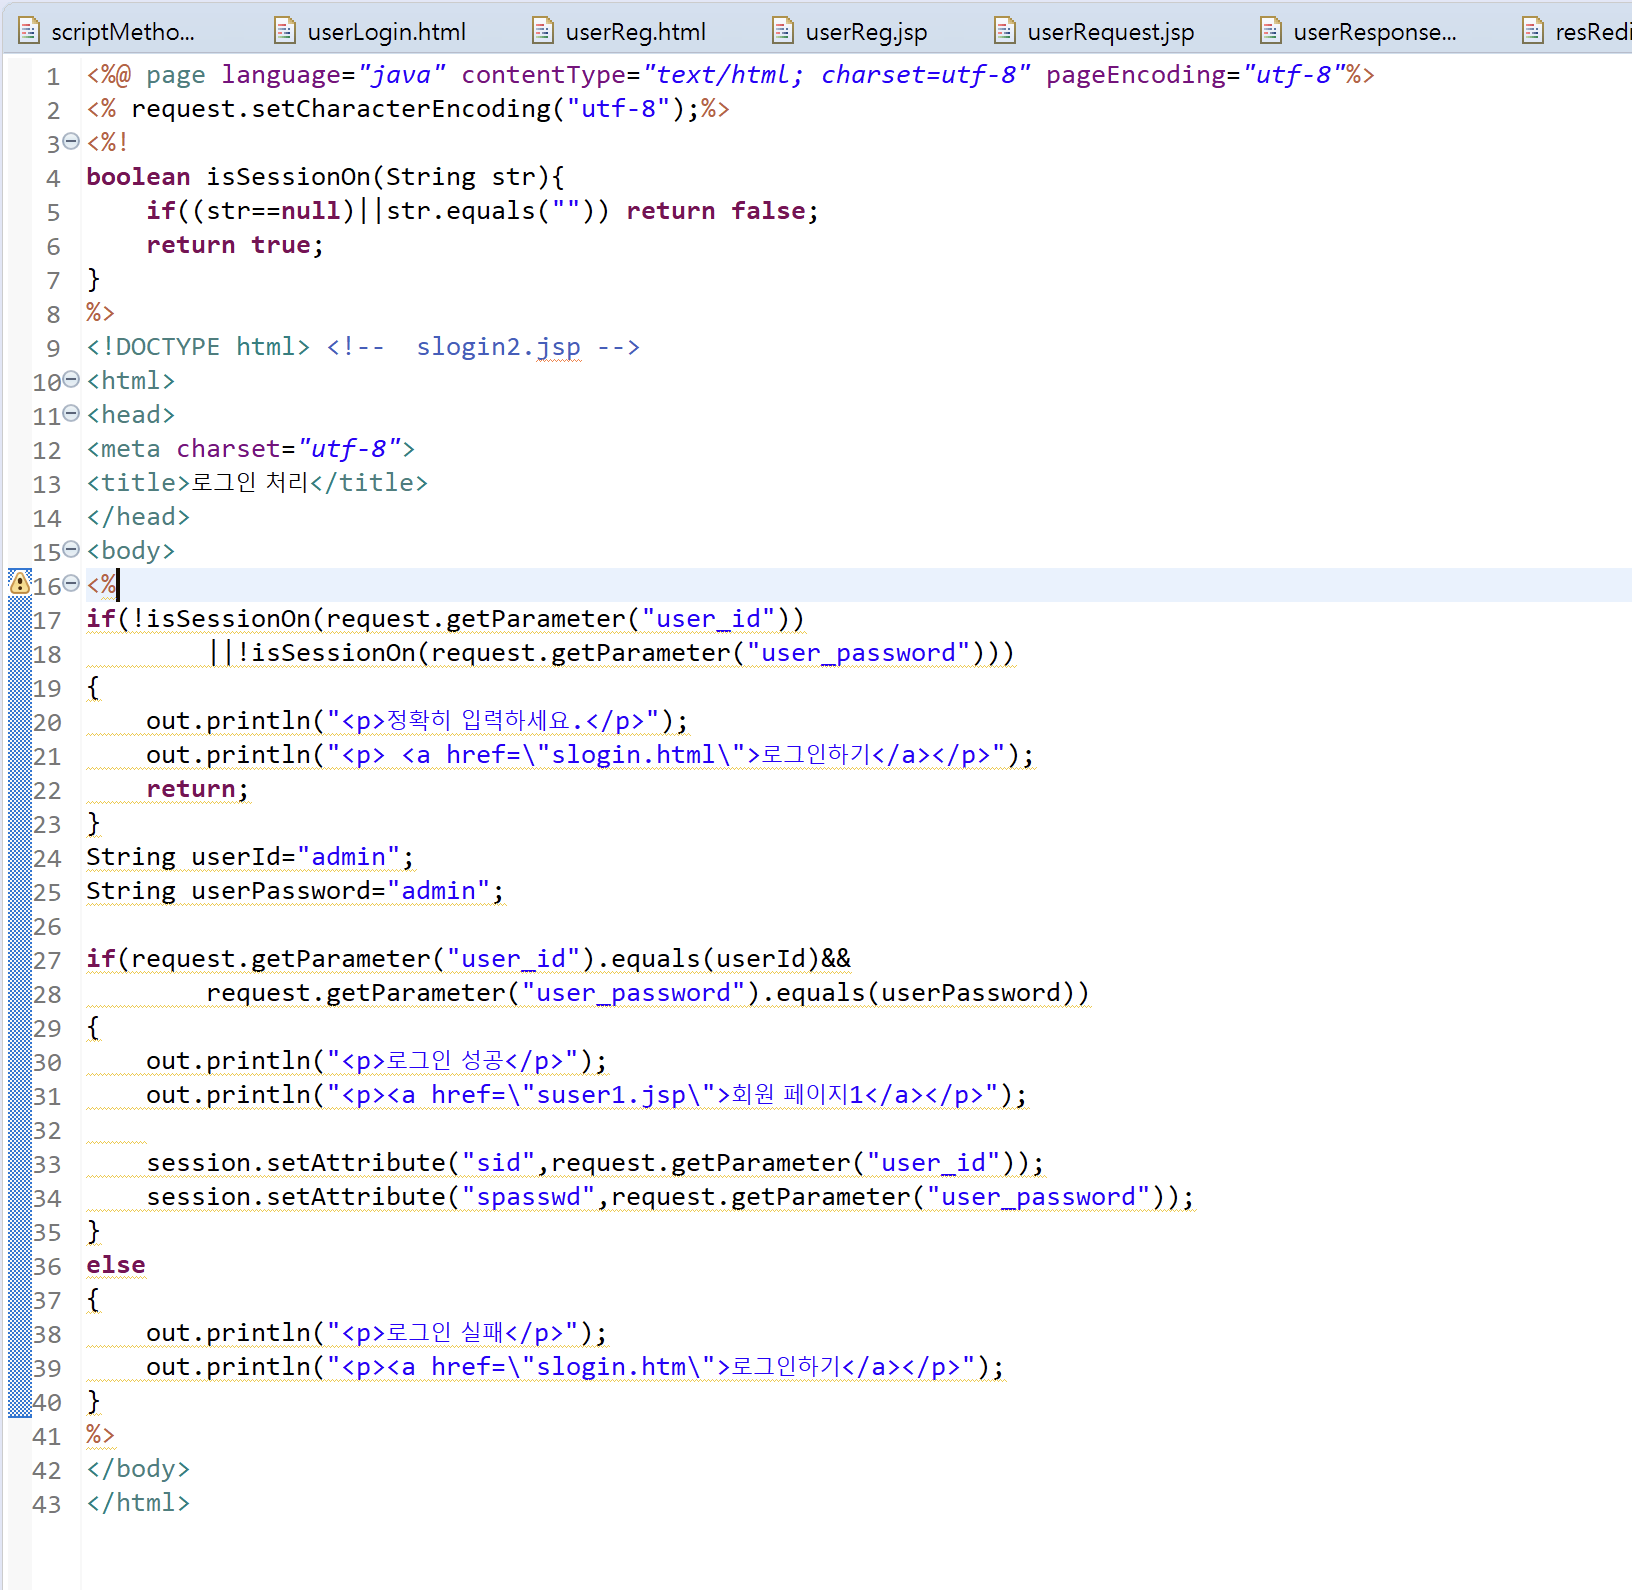 scriptMetho... userLogin.html userReg.html userReg.jsp userRequest.jsp userResponse... resRedi
1 <%@ page language="java" contentType="text/html; charset=utf-8" pageEncoding="utf-8"%>
2 <% request.setCharacterEncoding("utf-8");%>
3 <%!
4 boolean isSessionOn(String str){
5     if((str==null)||str.equals("")) return false;
6     return true;
7 }
8 %>
9 <!DOCTYPE html> <!--  slogin2.jsp -->
10 <html>
11 <head>
12 <meta charset="utf-8">
13 <title>로그인 처리</title>
14 </head>
15 <body>
16 <%
17 if(!isSessionOn(request.getParameter("user_id"))
18         ||!isSessionOn(request.getParameter("user_password")))
19 {
20     out.println("<p>정확히 입력하세요.</p>");
21     out.println("<p> <a href=\"slogin.html\">로그인하기</a></p>");
22     return;
23 }
24 String userId="admin";
25 String userPassword="admin";
26
27 if(request.getParameter("user_id").equals(userId)&&
28         request.getParameter("user_password").equals(userPassword))
29 {
30     out.println("<p>로그인 성공</p>");
31     out.println("<p><a href=\"suser1.jsp\">회원 페이지1</a></p>");
32
33     session.setAttribute("sid",request.getParameter("user_id"));
34     session.setAttribute("spasswd",request.getParameter("user_password"));
35 }
36 else
37 {
38     out.println("<p>로그인 실패</p>");
39     out.println("<p><a href=\"slogin.htm\">로그인하기</a></p>");
40 }
41 %>
42 </body>
43 </html>